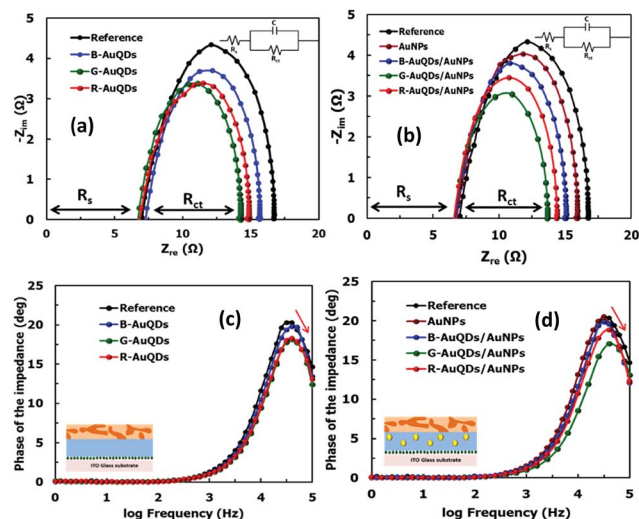 Reference
B-AuQDs
G-AuQDs
R-AuQDs
C
Rs
Rct
(a)
Rs
Rct
-Zim (Ω)
5
4
3
2
1
0
0 5 10 15 20
Zre (Ω)
Reference
AuNPs
B-AuQDs/AuNPs
G-AuQDs/AuNPs
R-AuQDs/AuNPs
C
Rs
Rct
(b)
Rs
Rct
-Zim (Ω)
5
4
3
2
1
0
0 5 10 15 20
Zre (Ω)
Reference
B-AuQDs
G-AuQDs
R-AuQDs
(c)
ITO Glass substrate
Phase of the impedance (deg)
25
20
15
10
5
0
0 1 2 3 4 5
log Frequency (Hz)
Reference
AuNPs
B-AuQDs/AuNPs
G-AuQDs/AuNPs
R-AuQDs/AuNPs
(d)
ITO Glass substrate
Phase of the impedance (deg)
25
20
15
10
5
0
0 1 2 3 4 5
log Frequency (Hz)